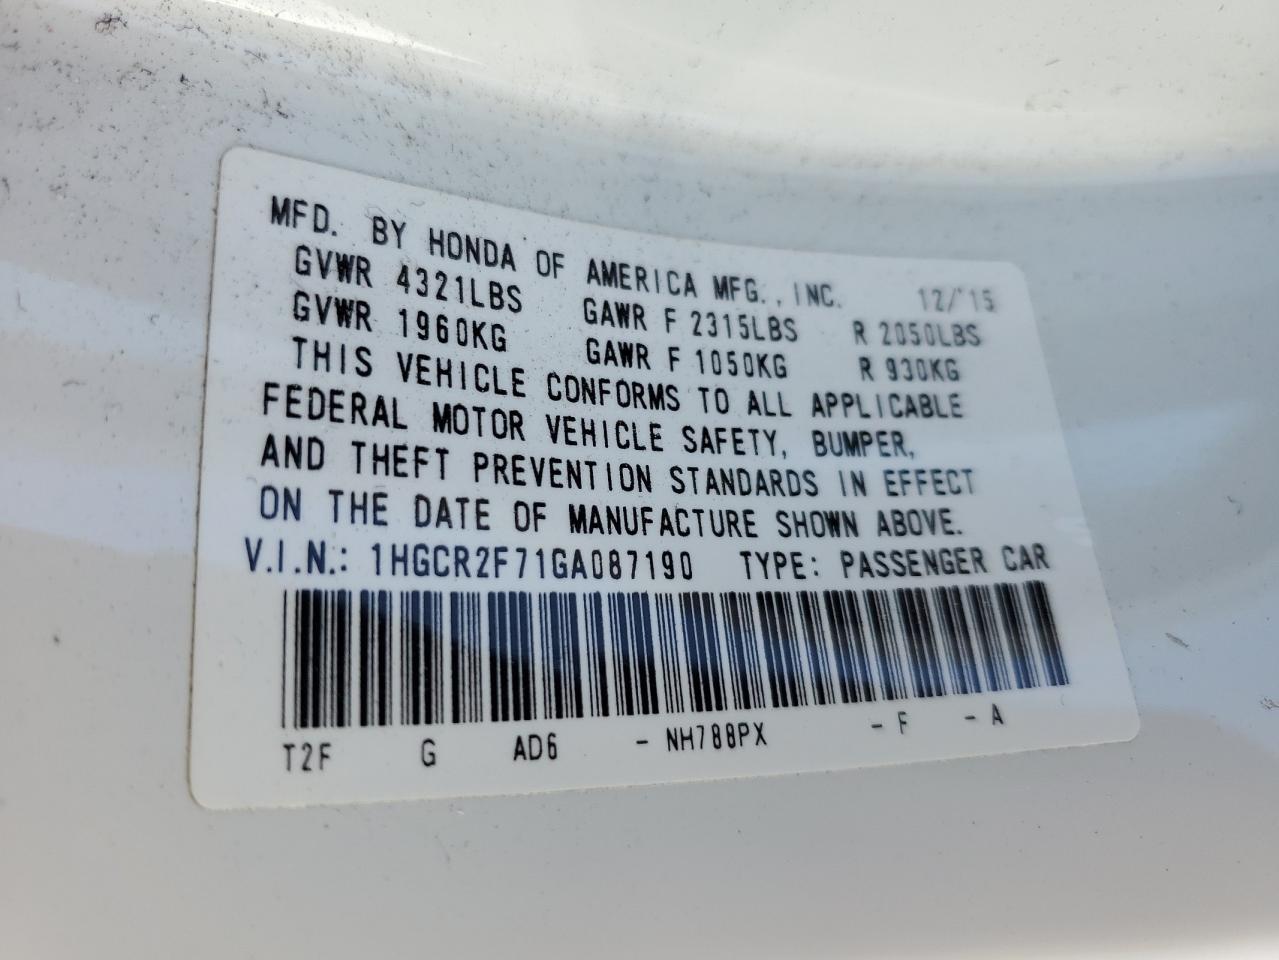 MFD. BY HONDA OF AMERICA MFG., INC. 12/'15
GVWR 4321LBS GAWR F 2315LBS R 2050LBS
GVWR 1960KG GAWR F 1050KG R 930KG
THIS VEHICLE CONFORMS TO ALL APPLICABLE
FEDERAL MOTOR VEHICLE SAFETY, BUMPER,
AND THEFT PREVENTION STANDARDS IN EFFECT
ON THE DATE OF MANUFACTURE SHOWN ABOVE.
V.I.N.: 1HGCR2F71GA087190 TYPE: PASSENGER CAR
T2F G AD6 - NH788PX - F - A